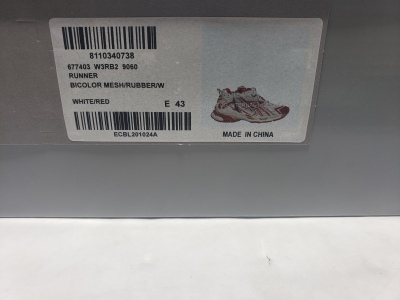 8110340738
677403 W3RB2 9060
RUNNER
BICOLOR MESH/RUBBER/W
WHITE/RED E 43
ECBL201024A
MADE IN CHINA